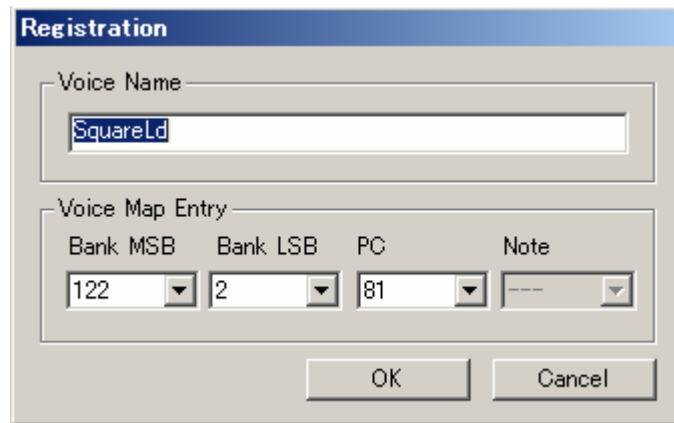 Registration
Voice Name
SquareLd
Voice Map Entry
Bank MSB Bank LSB PC Note
122 2 81 ---
OK Cancel